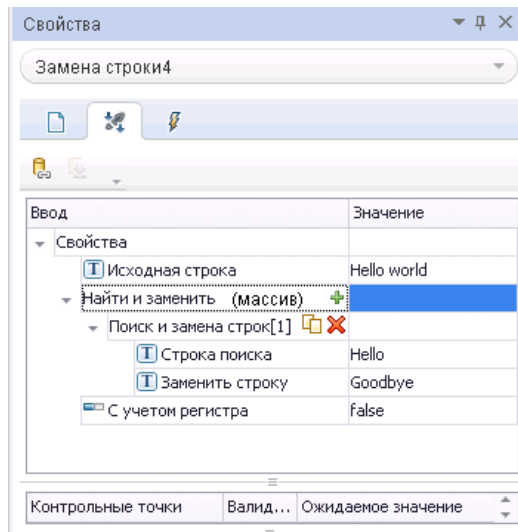 Свойства
Замена строки4
Ввод Значение
Свойства
T Исходная строка Hello world
Найти и заменить (массив)
Поиск и замена строк[1]
T Строка поиска Hello
T Заменить строку Goodbye
С учетом регистра false
Контрольные точки Валид... Ожидаемое значение